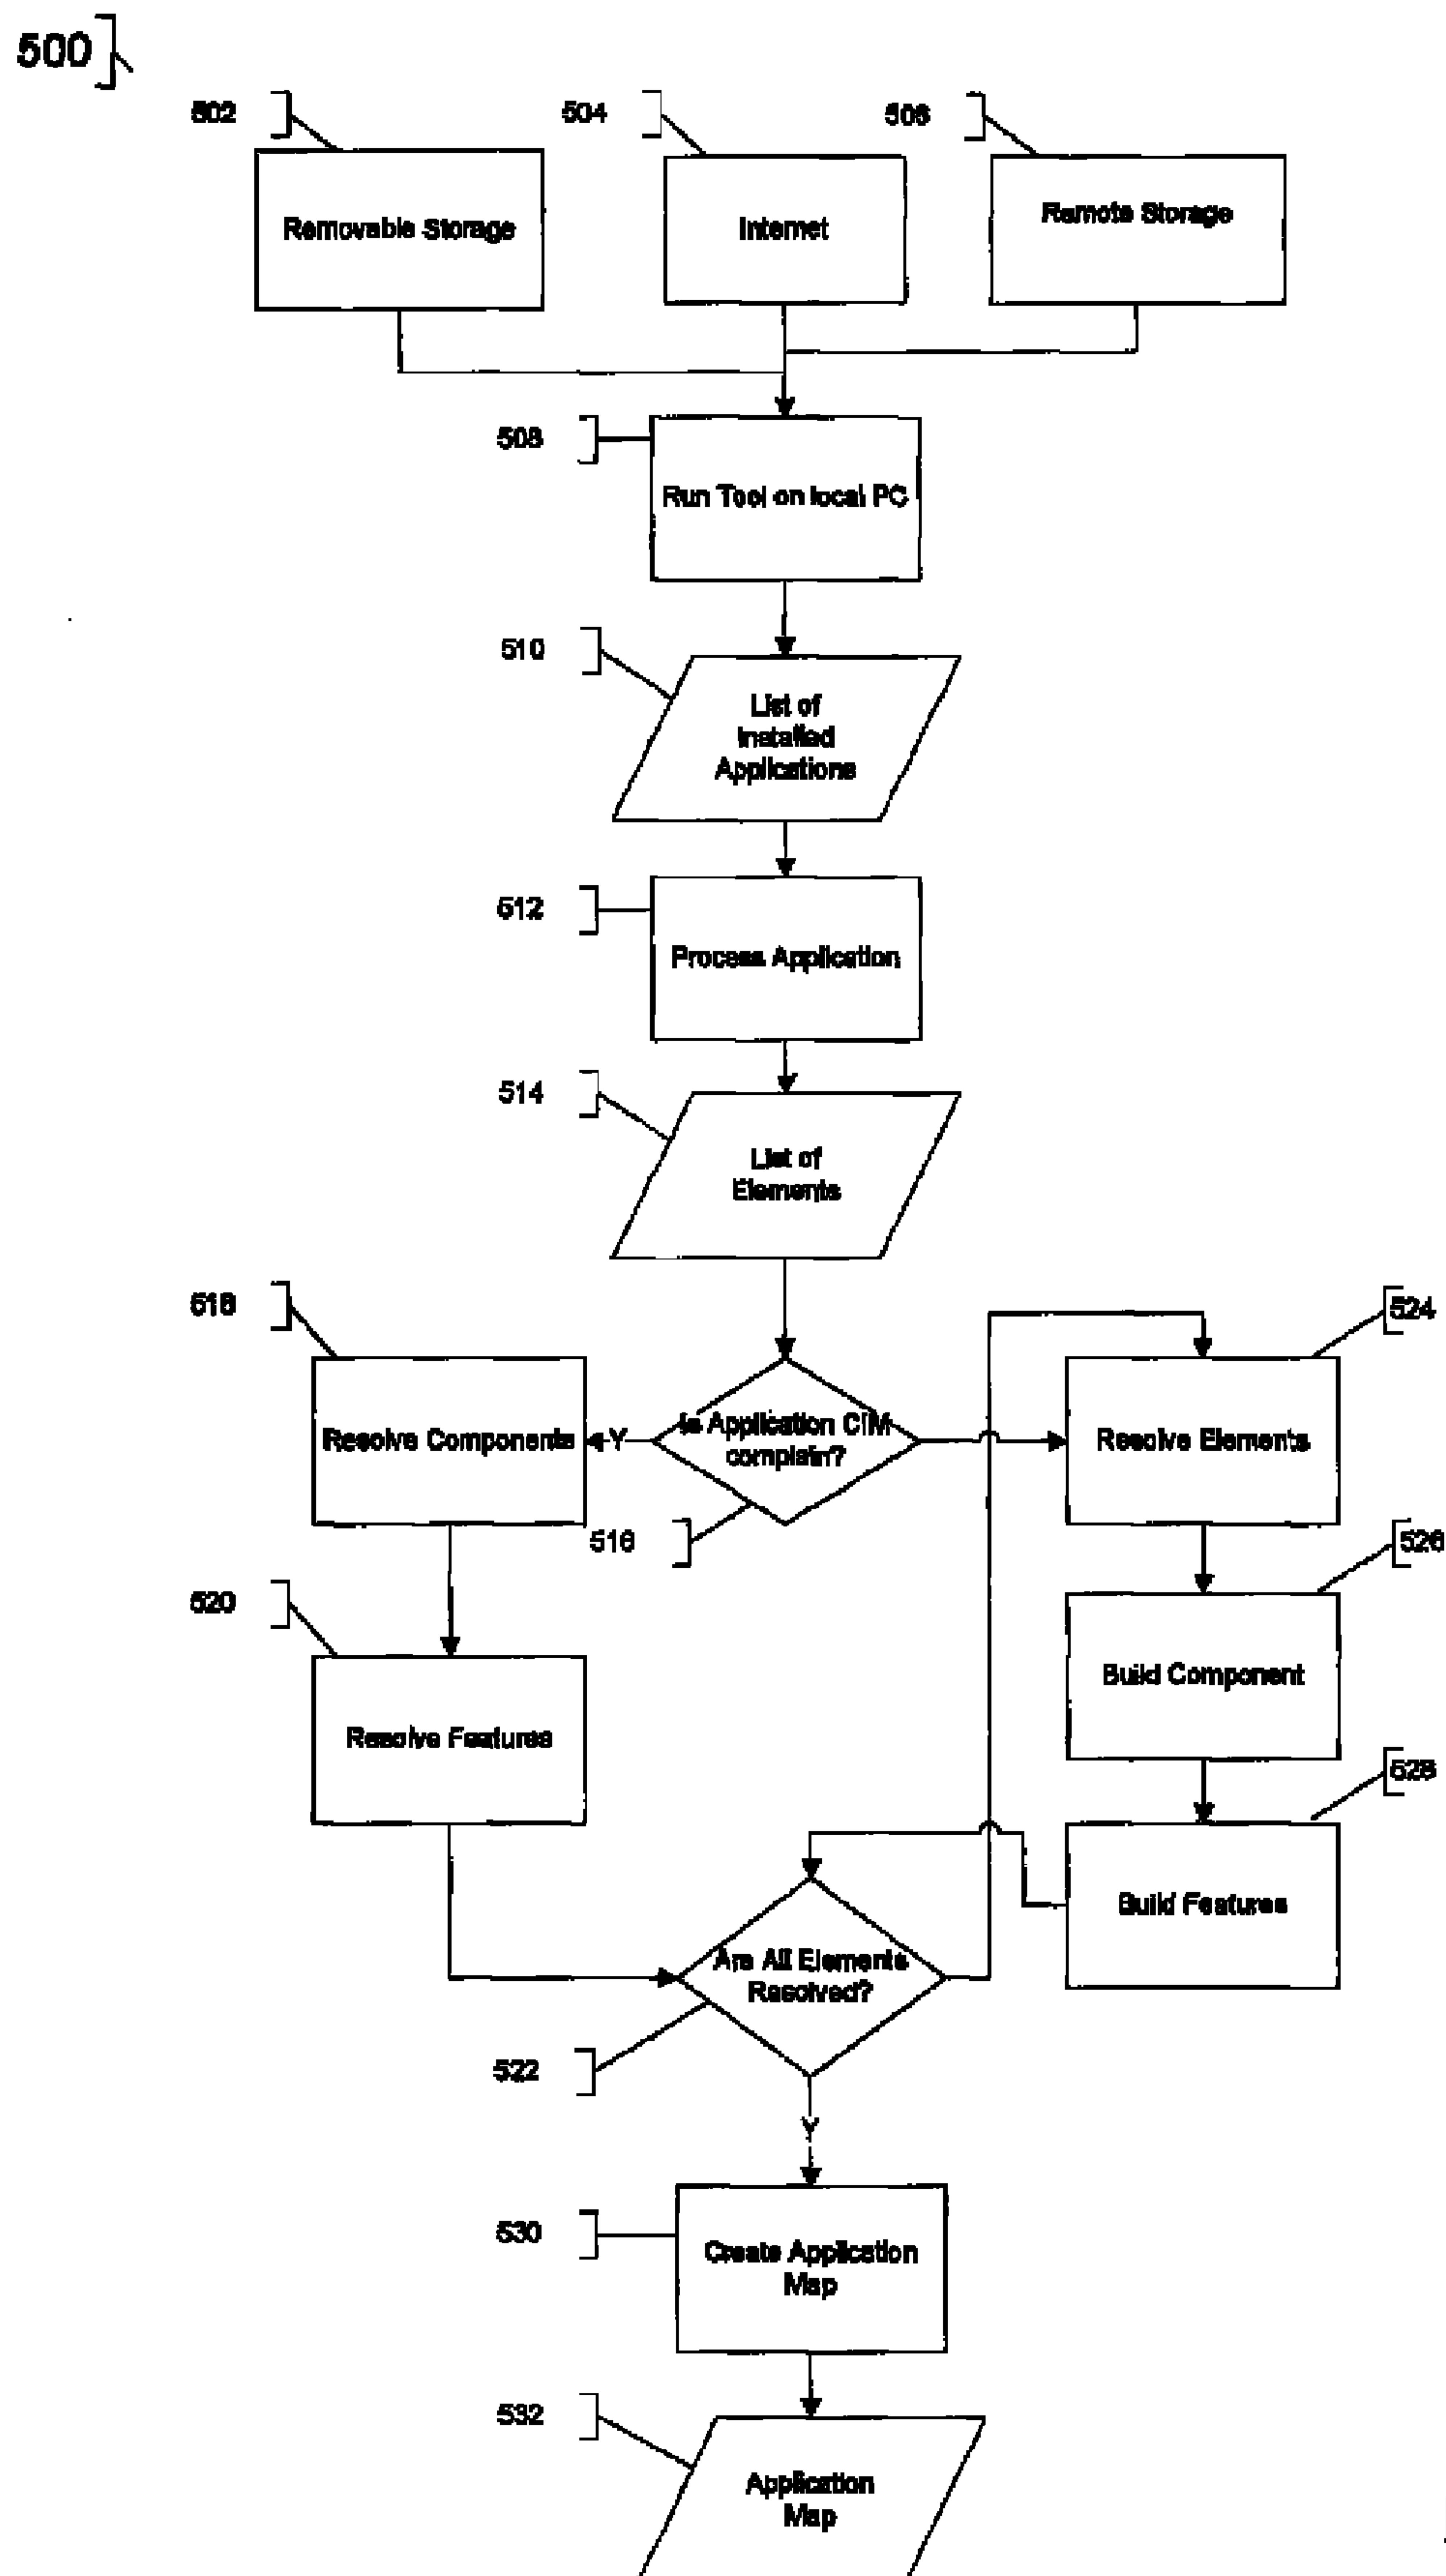 500
502
504
506
Removable Storage
Internet
Remote Storage
508
Run Tool on local PC
510
List of
Installed
Applications
512
Process Application
514
List of
Elements
518
524
Resolve Components
Y
Is Application CIM
complain?
Resolve Elements
516
526
520
Build Component
Resolve Features
528
Build Features
Are All Elements
Resolved?
522
Y
530
Create Application
Map
532
Application
Map